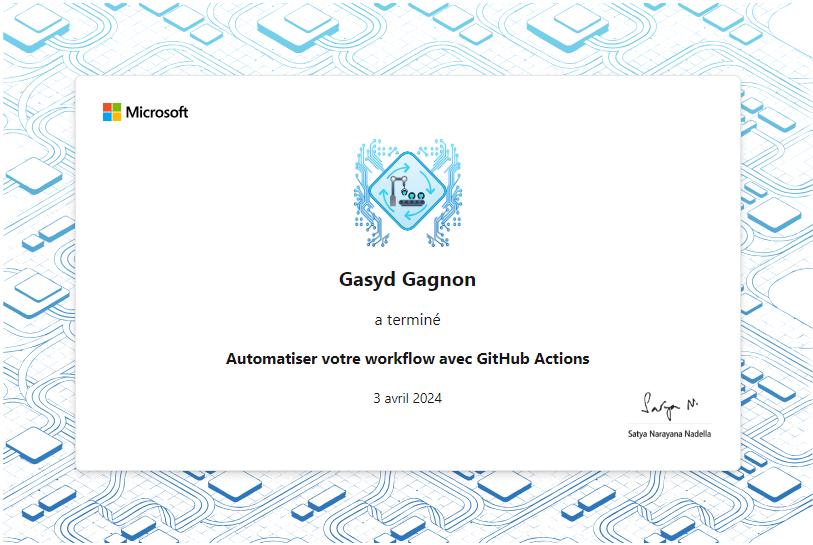 Microsoft
Gasyd Gagnon
a terminé
Automatiser votre workflow avec GitHub Actions
3 avril 2024
Satya N.
Satya Narayana Nadella